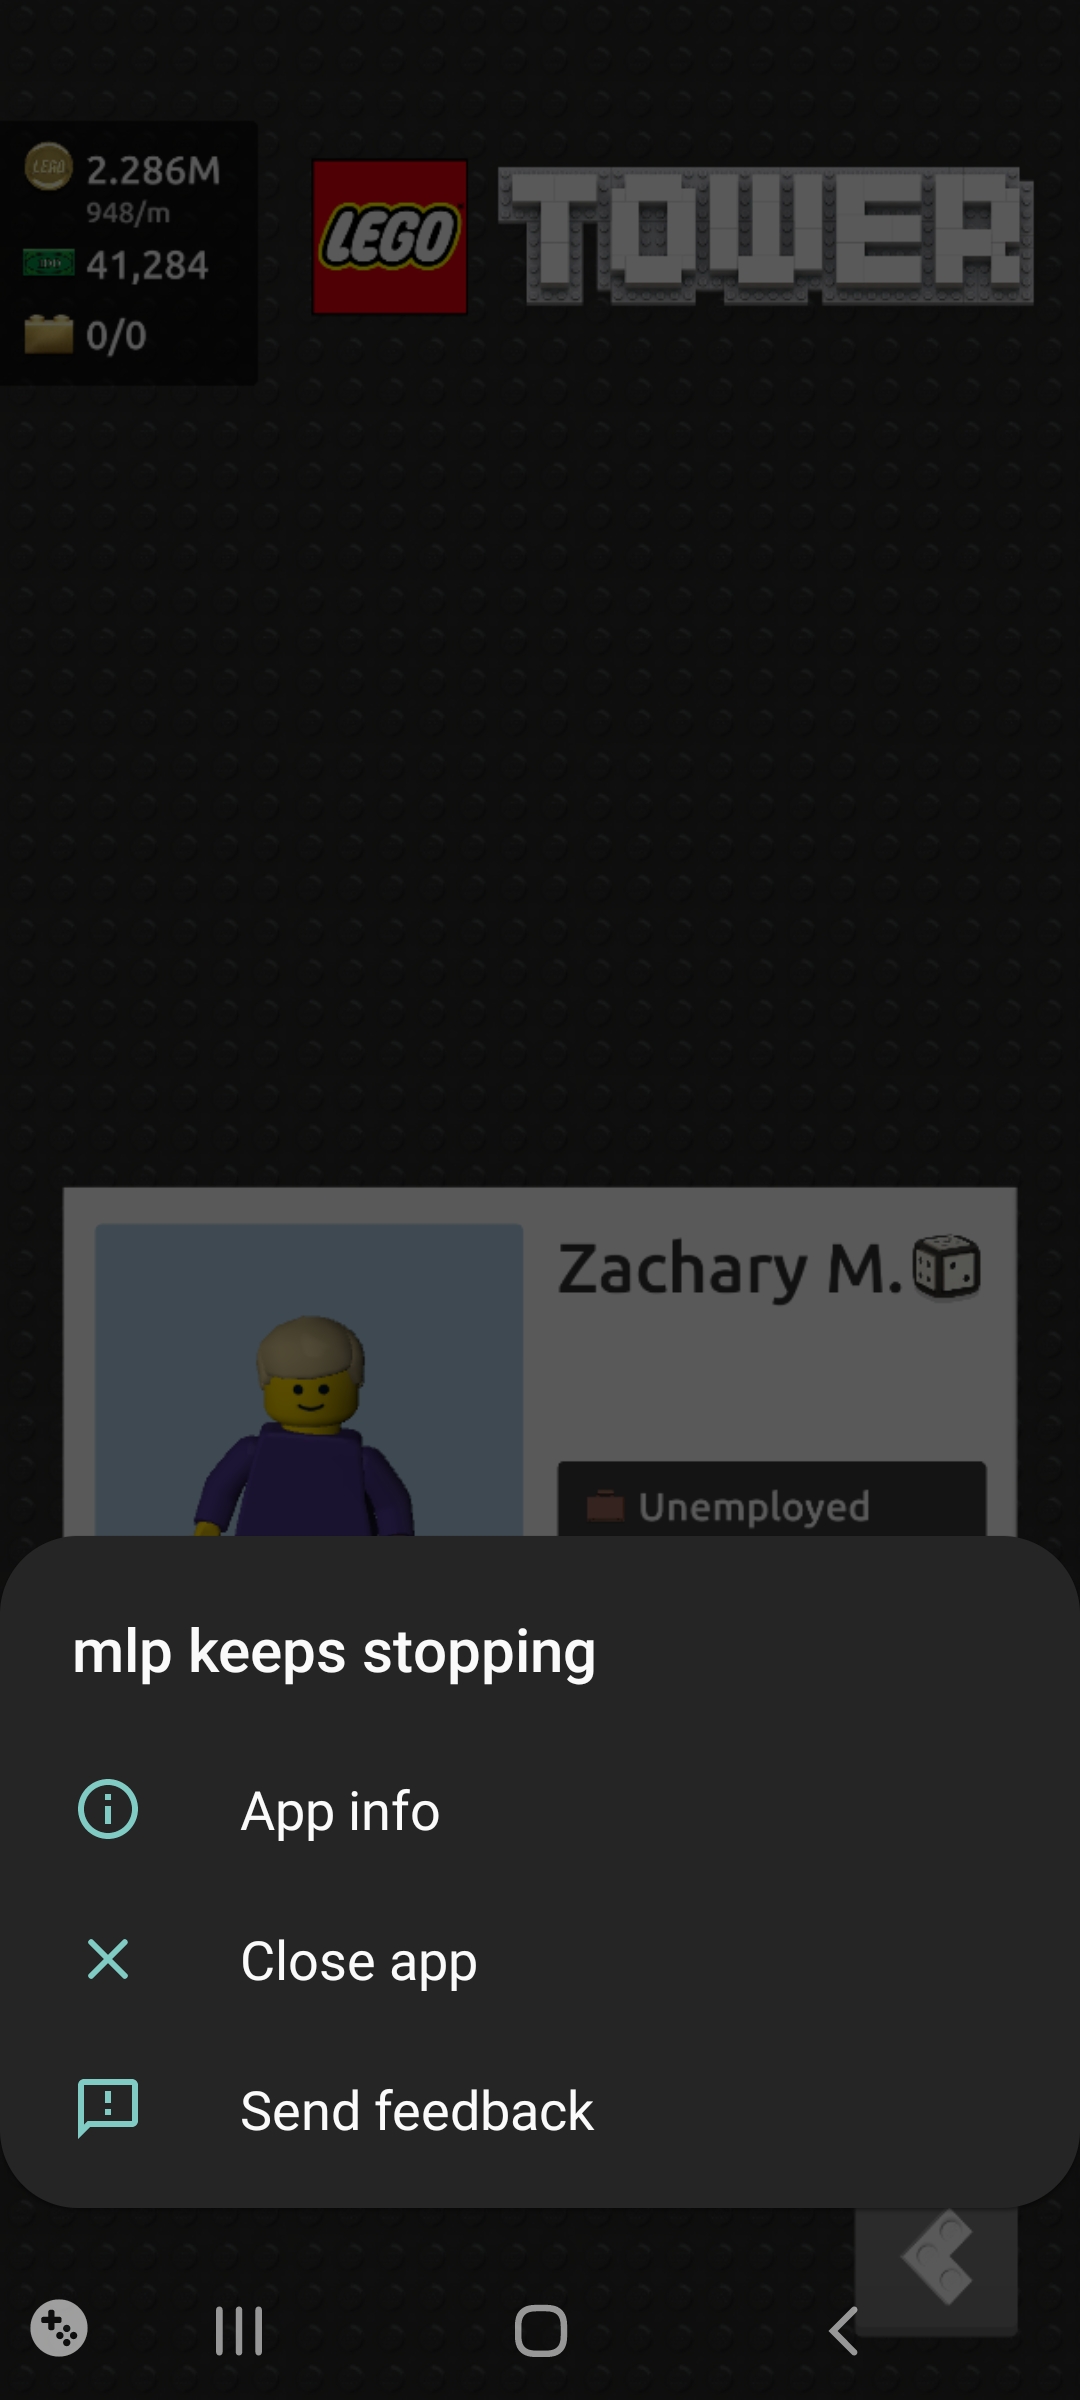 LEGO
2.286M
948/m
41,284
0/0
LEGO
TOWER
Zachary M.
Unemployed
mlp keeps stopping
App info
Close app
Send feedback